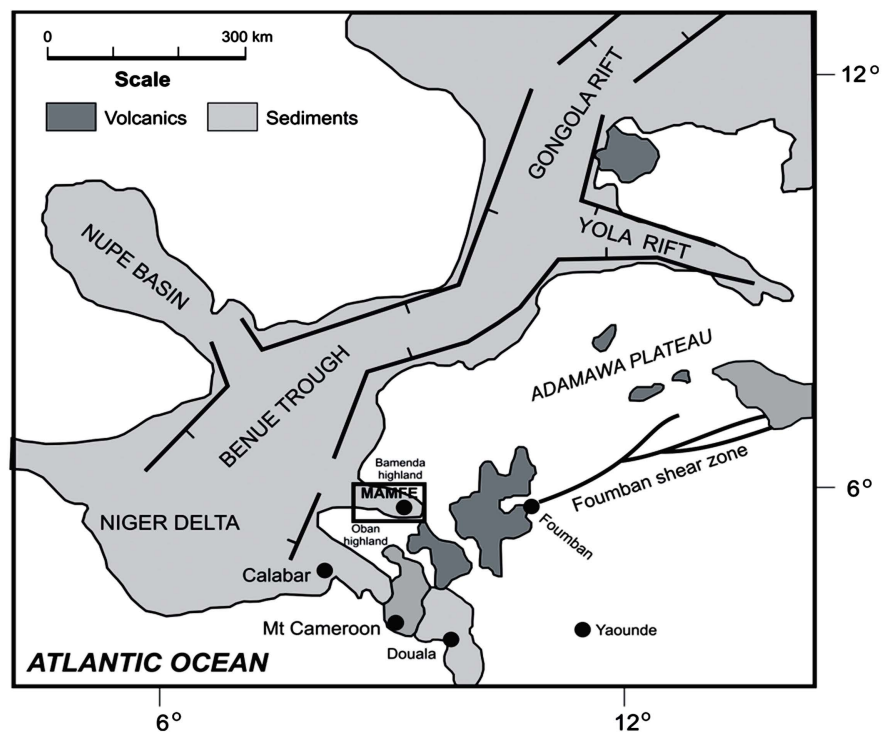 0 300 km
Scale
Volcanics Sediments
12°
GONGOLA RIFT
YOLA RIFT
NUPE BASIN
ADAMAWA PLATEAU
BENUE TROUGH
Bamenda
highland
MAMFE
Foumban shear zone
6°
NIGER DELTA
Oban
highland
Foumban
Calabar
Mt Cameroon
Yaounde
Douala
ATLANTIC OCEAN
6° 12°